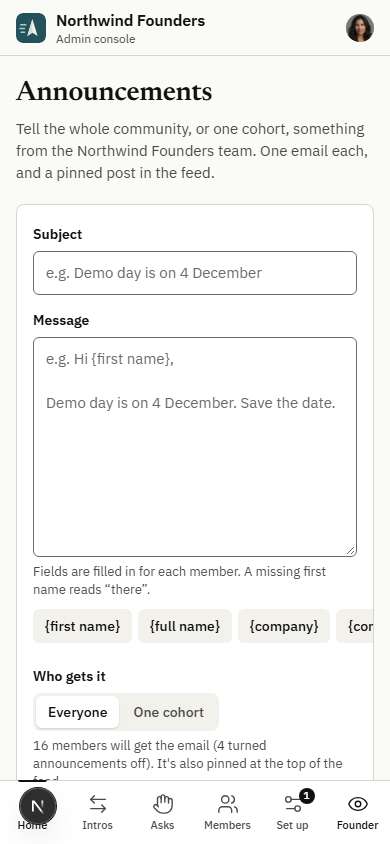 Northwind Founders
Admin console
Announcements
Tell the whole community, or one cohort, something
from the Northwind Founders team. One email each,
and a pinned post in the feed.
Subject
e.g. Demo day is on 4 December
Message
e.g. Hi {first name},
Demo day is on 4 December. Save the date.
Fields are filled in for each member. A missing first
name reads “there”.
{first name} {full name} {company}
Who gets it
Everyone One cohort
16 members will get the email (4 turned
announcements off). It's also pinned at the top of the
feed.
N 1
Home Intros Asks Members Set up Founder